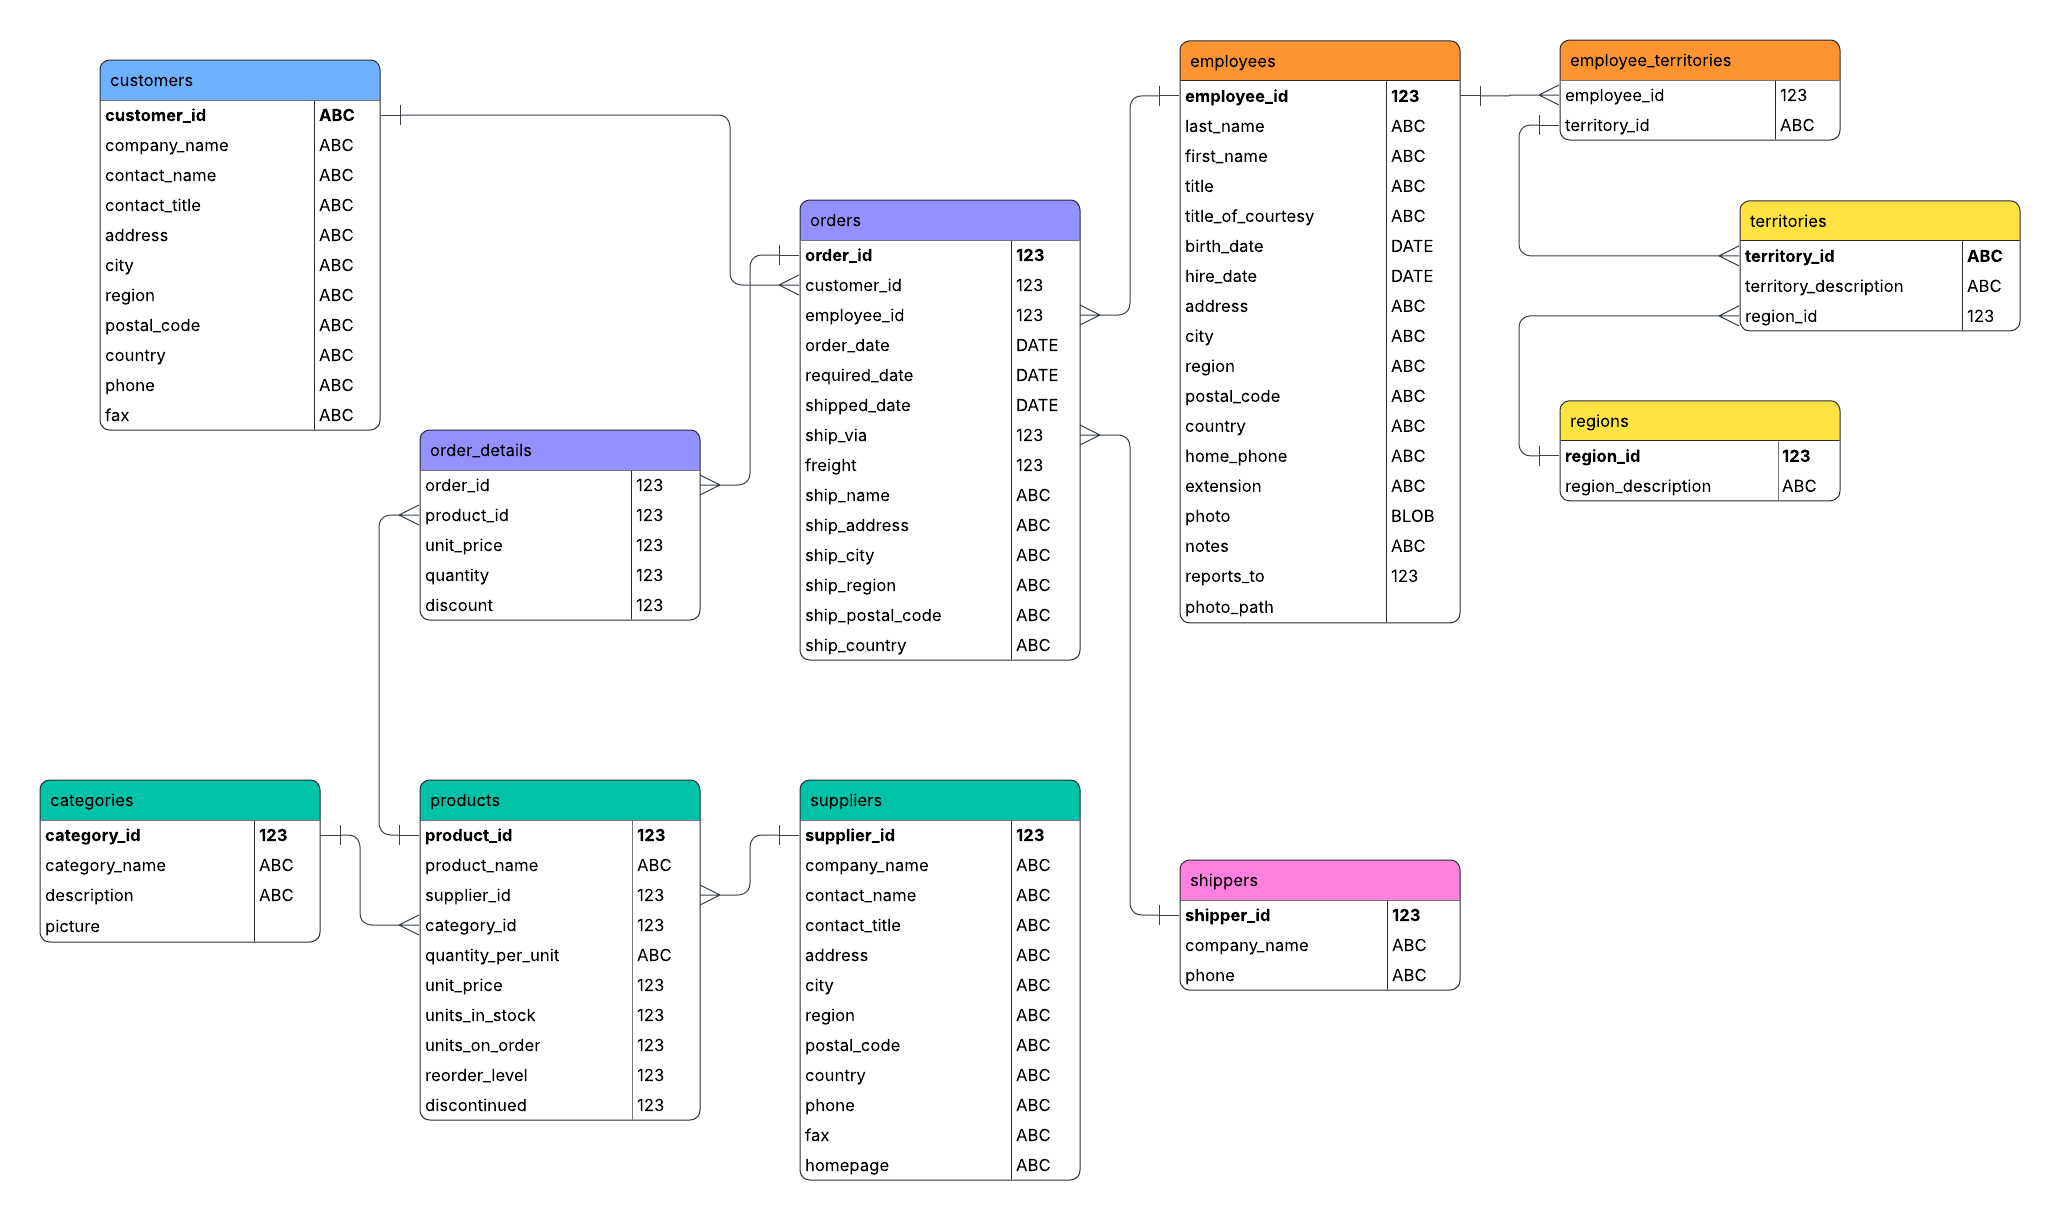 customers
customer_id ABC
company_name ABC
contact_name ABC
contact_title ABC
address ABC
city ABC
region ABC
postal_code ABC
country ABC
phone ABC
fax ABC
order_details
order_id 123
product_id 123
unit_price 123
quantity 123
discount 123
orders
order_id 123
customer_id 123
employee_id 123
order_date DATE
required_date DATE
shipped_date DATE
ship_via 123
freight 123
ship_name ABC
ship_address ABC
ship_city ABC
ship_region ABC
ship_postal_code ABC
ship_country ABC
employees
employee_id 123
last_name ABC
first_name ABC
title ABC
title_of_courtesy ABC
birth_date DATE
hire_date DATE
address ABC
city ABC
region ABC
postal_code ABC
country ABC
home_phone ABC
extension ABC
photo BLOB
notes ABC
reports_to 123
photo_path
employee_territories
employee_id 123
territory_id ABC
territories
territory_id ABC
territory_description ABC
region_id 123
regions
region_id 123
region_description ABC
categories
category_id 123
category_name ABC
description ABC
picture
products
product_id 123
product_name ABC
supplier_id 123
category_id 123
quantity_per_unit ABC
unit_price 123
units_in_stock 123
units_on_order 123
reorder_level 123
discontinued 123
suppliers
supplier_id 123
company_name ABC
contact_name ABC
contact_title ABC
address ABC
city ABC
region ABC
postal_code ABC
country ABC
phone ABC
fax ABC
homepage ABC
shippers
shipper_id 123
company_name ABC
phone ABC